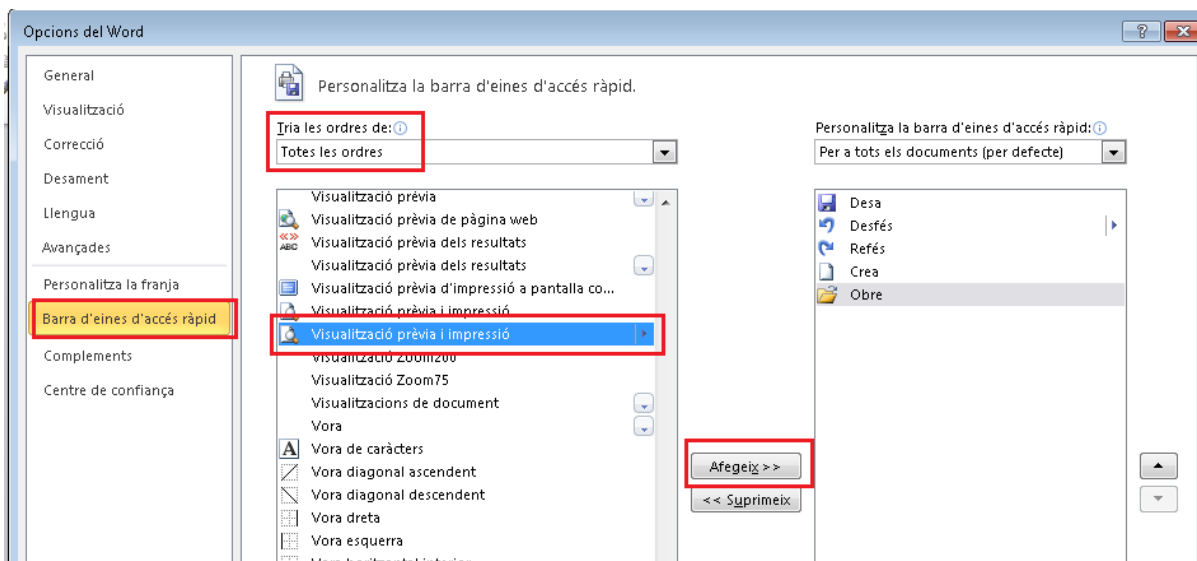 Opcions del Word
General
Visualització
Correcció
Desament
Llengua
Avançades
Personalitza la franja
Barra d'eines d'accés ràpid
Complements
Centre de confiança
Personalitza la barra d'eines d'accés ràpid.
Tria les ordres de:
Totes les ordres
Visualització prèvia
Visualització prèvia de pàgina web
ABC
Visualització prèvia dels resultats
Visualització prèvia dels resultats
Visualització prèvia d'impressió a pantalla co...
Visualització prèvia i impressió
Visualització prèvia i impressió
Visualització Zoom200
Visualització Zoom75
Visualitzacions de document
Vora
A Vora de caràcters
Vora diagonal ascendent
Vora diagonal descendent
Vora dreta
Vora esquerra
Vora horitzontal interior
Afegeix >>
<< Suprimeix
Personalitza la barra d'eines d'accés ràpid:
Per a tots els documents (per defecte)
Desa
Desfés
Refés
Crea
Obre